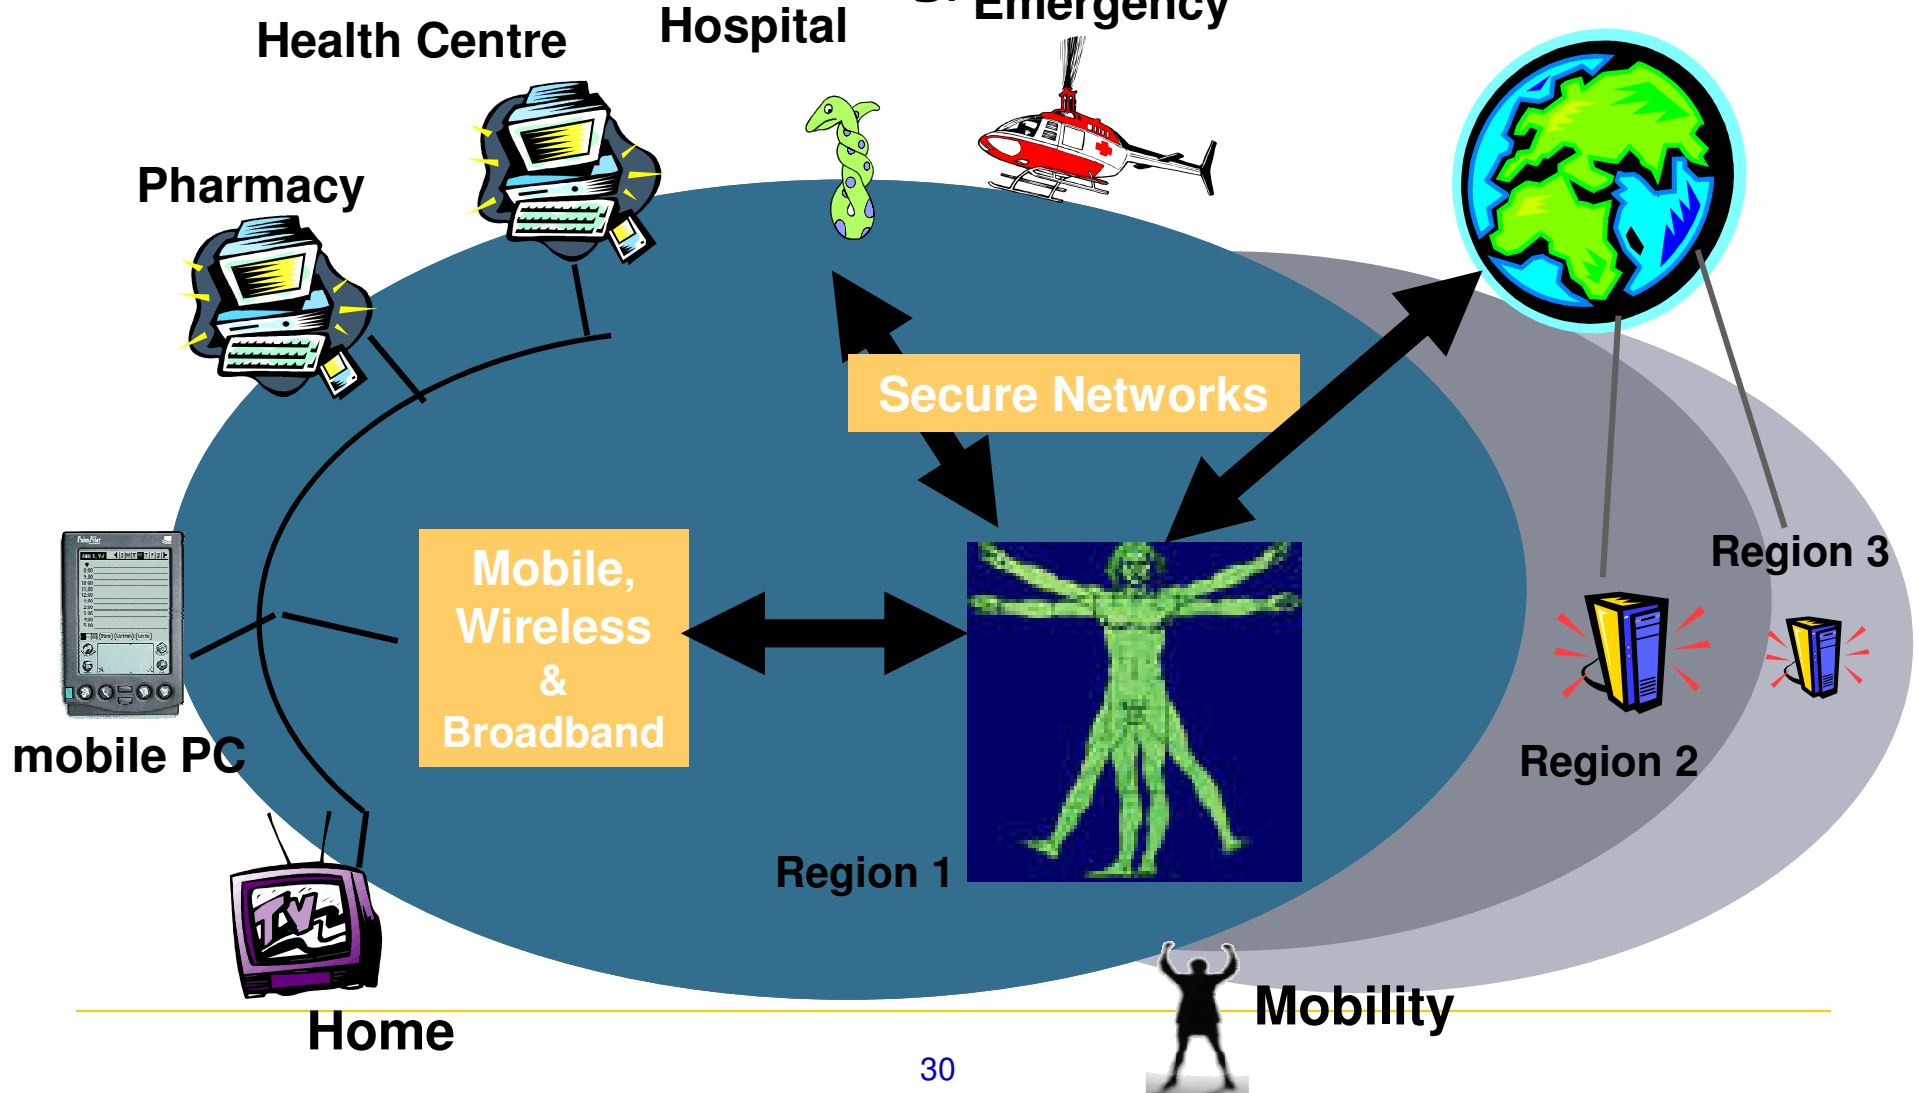 Emergency
Hospital
Health Centre
Pharmacy
Secure Networks
Mobile,
Wireless
&
Broadband
Region 3
mobile PC
Region 2
Region 1
TV
Mobility
Home
30